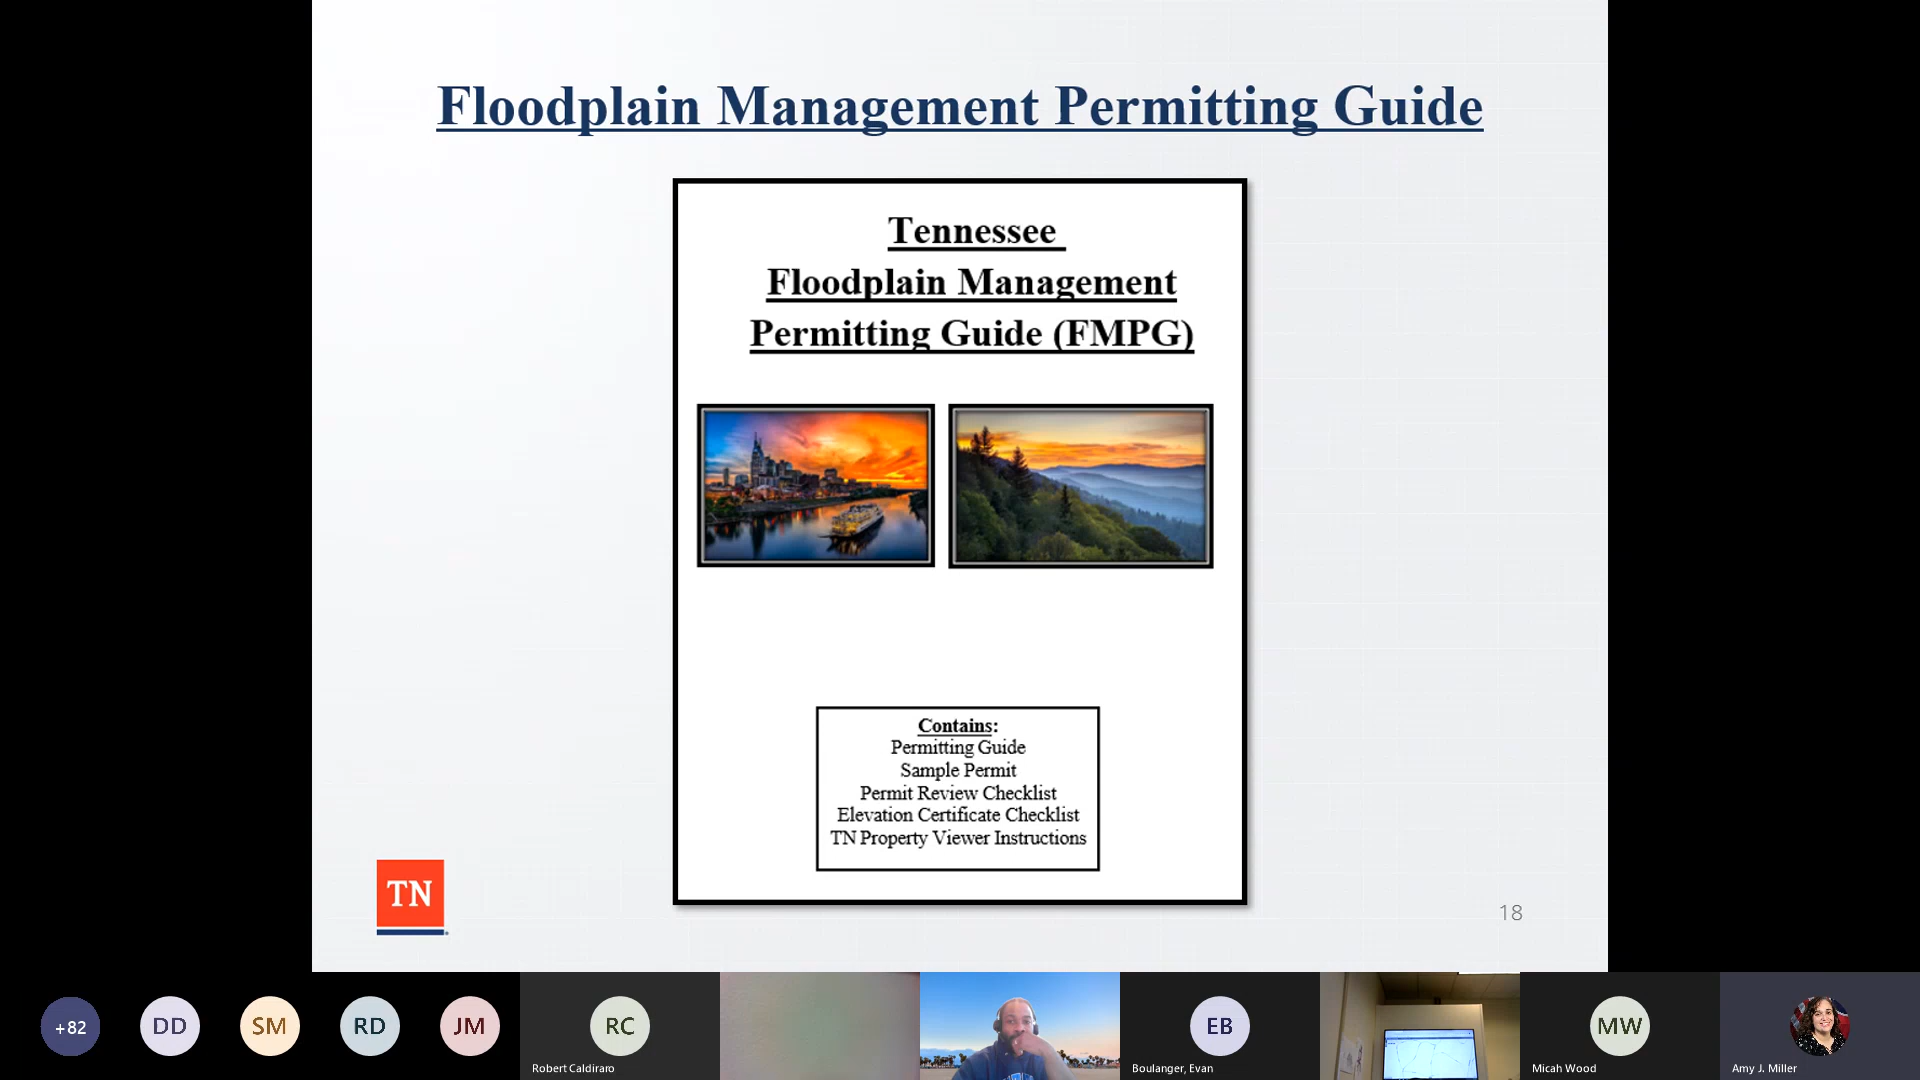 Floodplain Management Permitting Guide
Tennessee
Floodplain Management
Permitting Guide (FMPG)
Contains:
Permitting Guide
Sample Permit
Permit Review Checklist
Elevation Certificate Checklist
TN Property Viewer Instructions
TN
18
+82
DD
SM
RD
JM
RC
Robert Caldiraro
EB
Boulanger, Evan
MW
Micah Wood
Amy J. Miller